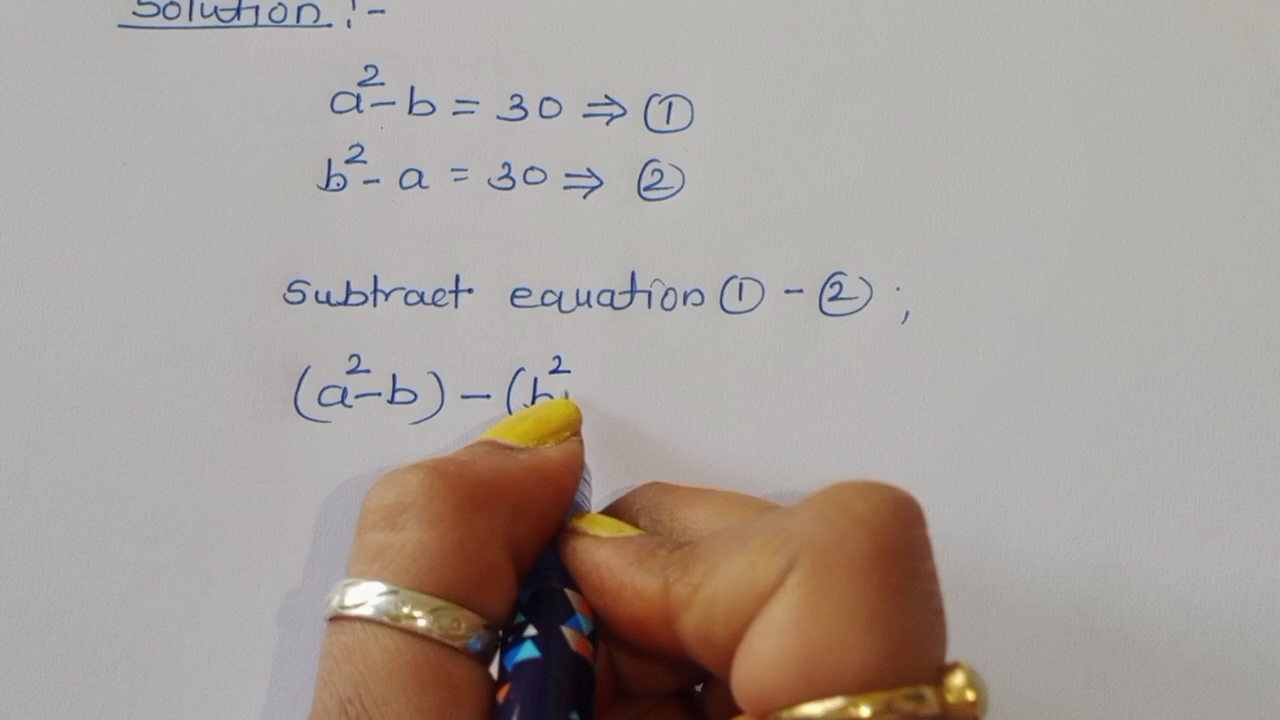 Solution :-
a²-b = 30 ⇒ ①
b²- a = 30 ⇒ ②
Subtract equation ① - ② ;
(a²-b) - (b²